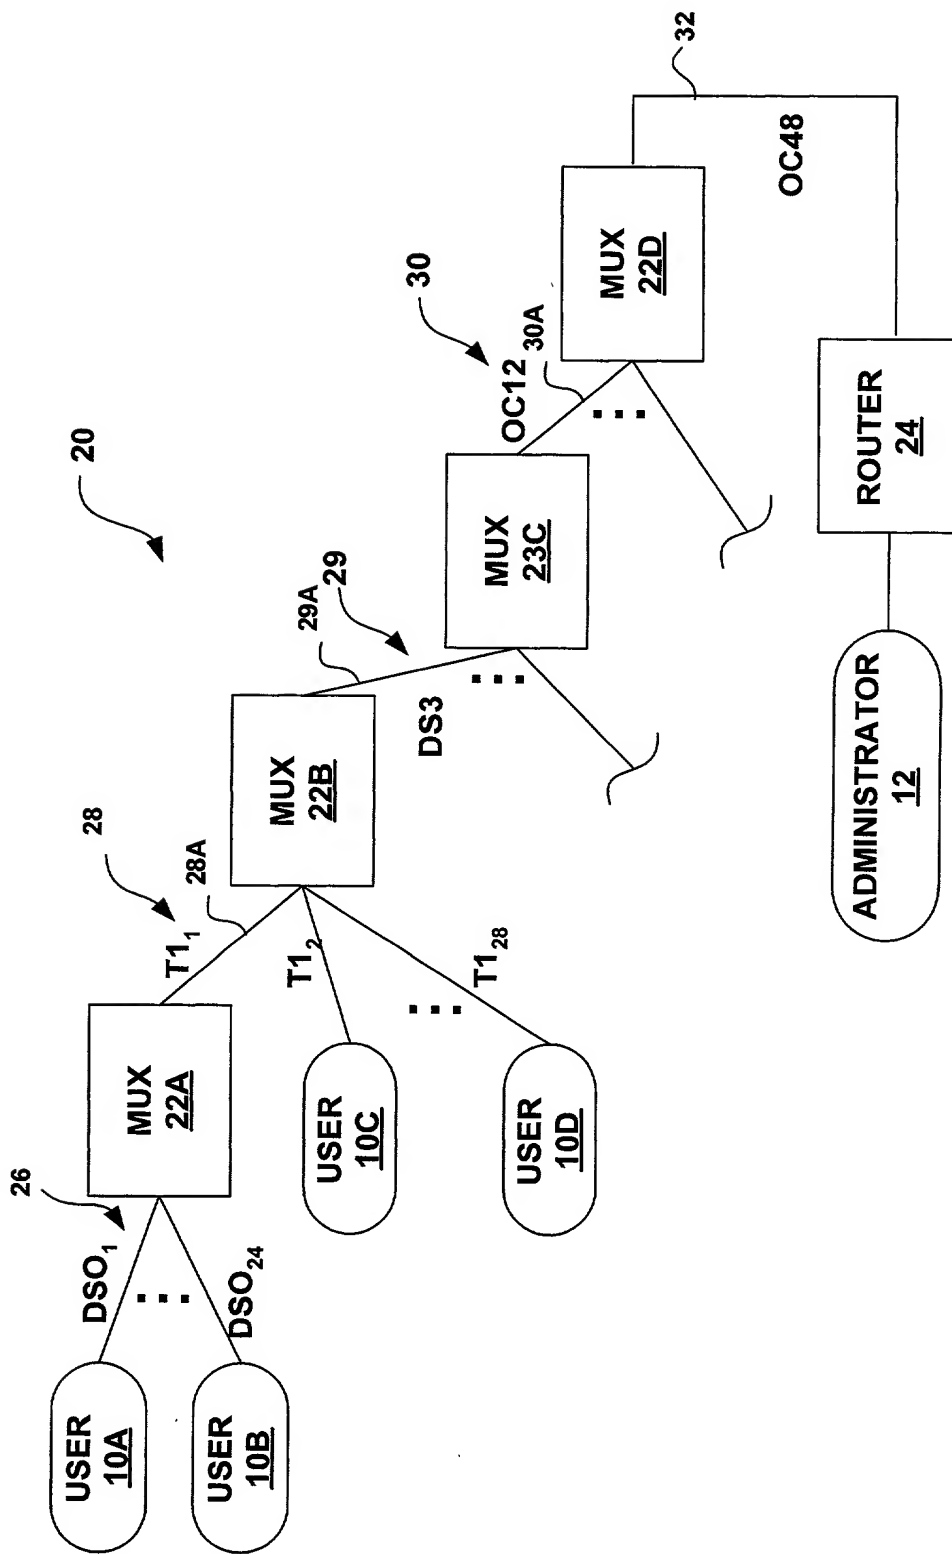 20
26
28
29
30
32
USER
10A
USER
10B
DSO1
DSO24
MUX
22A
T11
28A
T12
T128
USER
10C
USER
10D
MUX
22B
29A
DS3
MUX
23C
OC12
30A
MUX
22D
OC48
ROUTER
24
ADMINISTRATOR
12